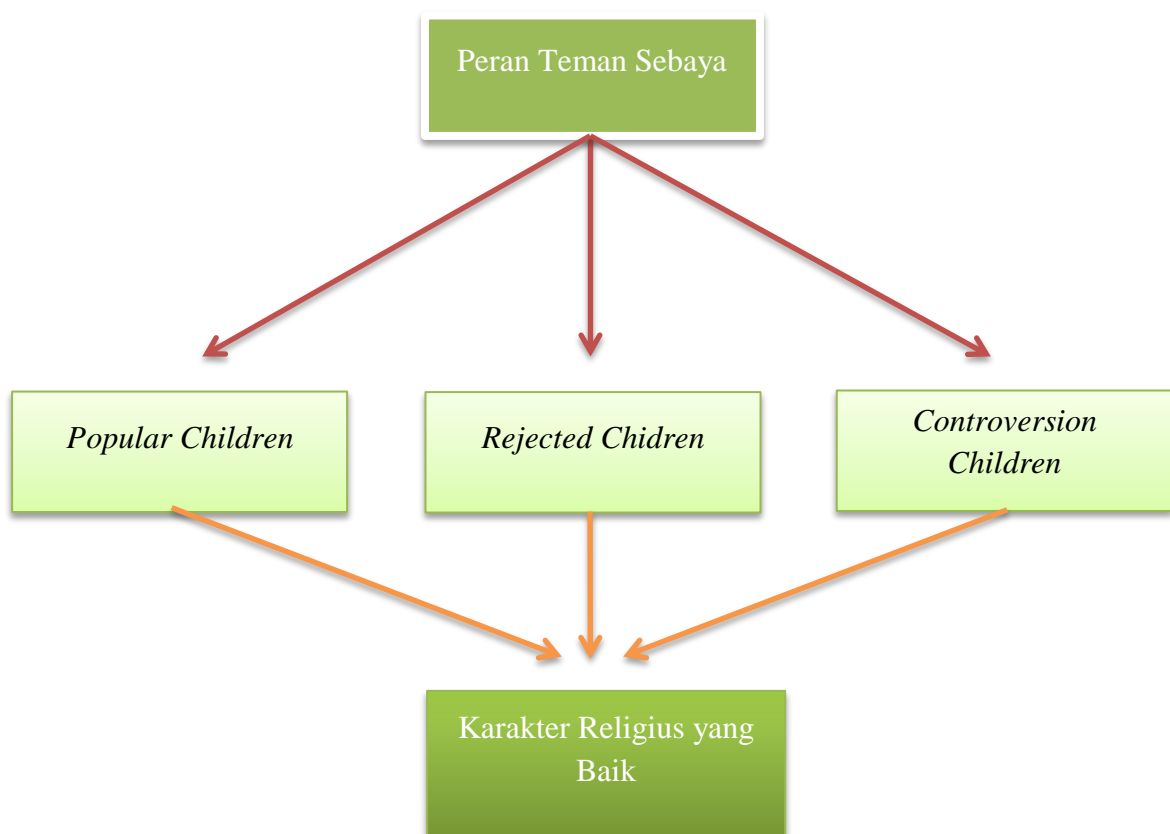 Peran Teman Sebaya
Popular Children
Rejected Chidren
Controversion
Children
Karakter Religius yang
Baik